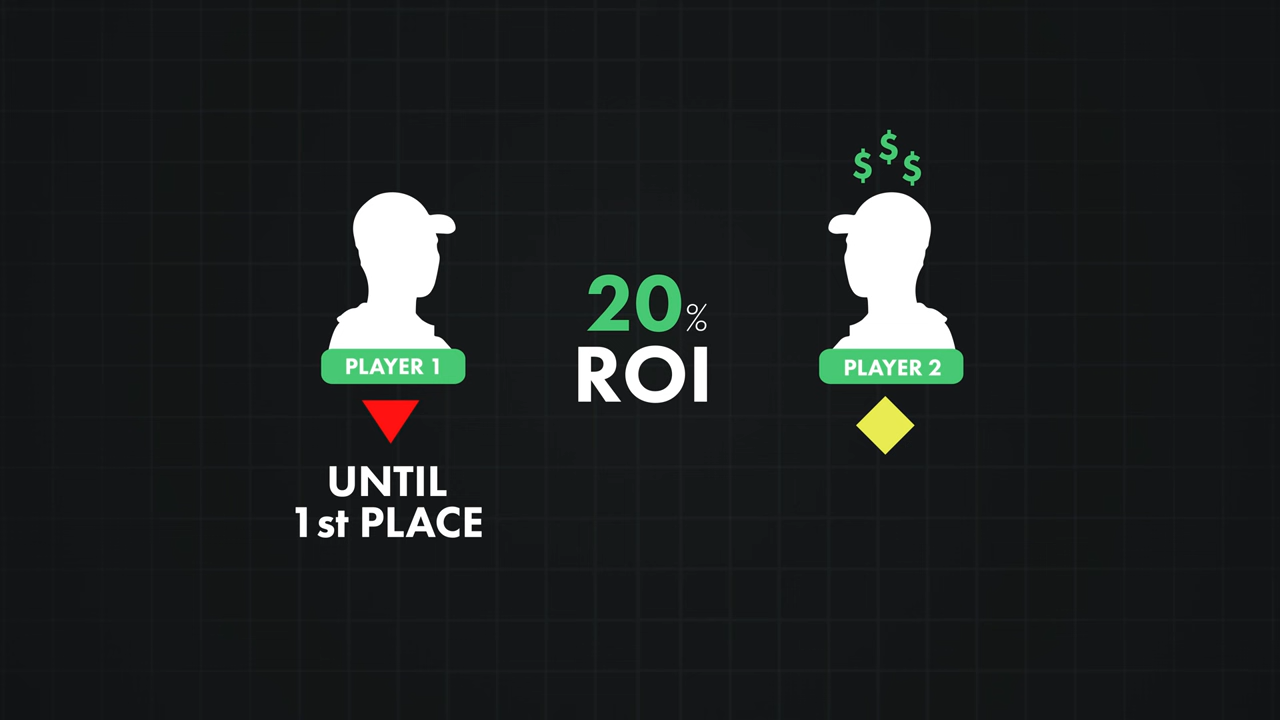 $ $ $
20%
ROI
PLAYER 1
PLAYER 2
UNTIL
1st PLACE